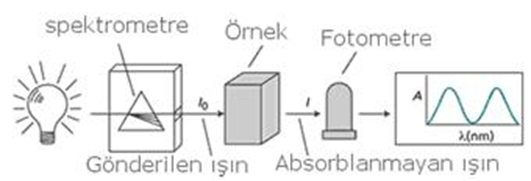 spektrometre
Örnek
Fotometre
I₀
I
A
λ(nm)
Gönderilen ışın
Absorblanmayan ışın